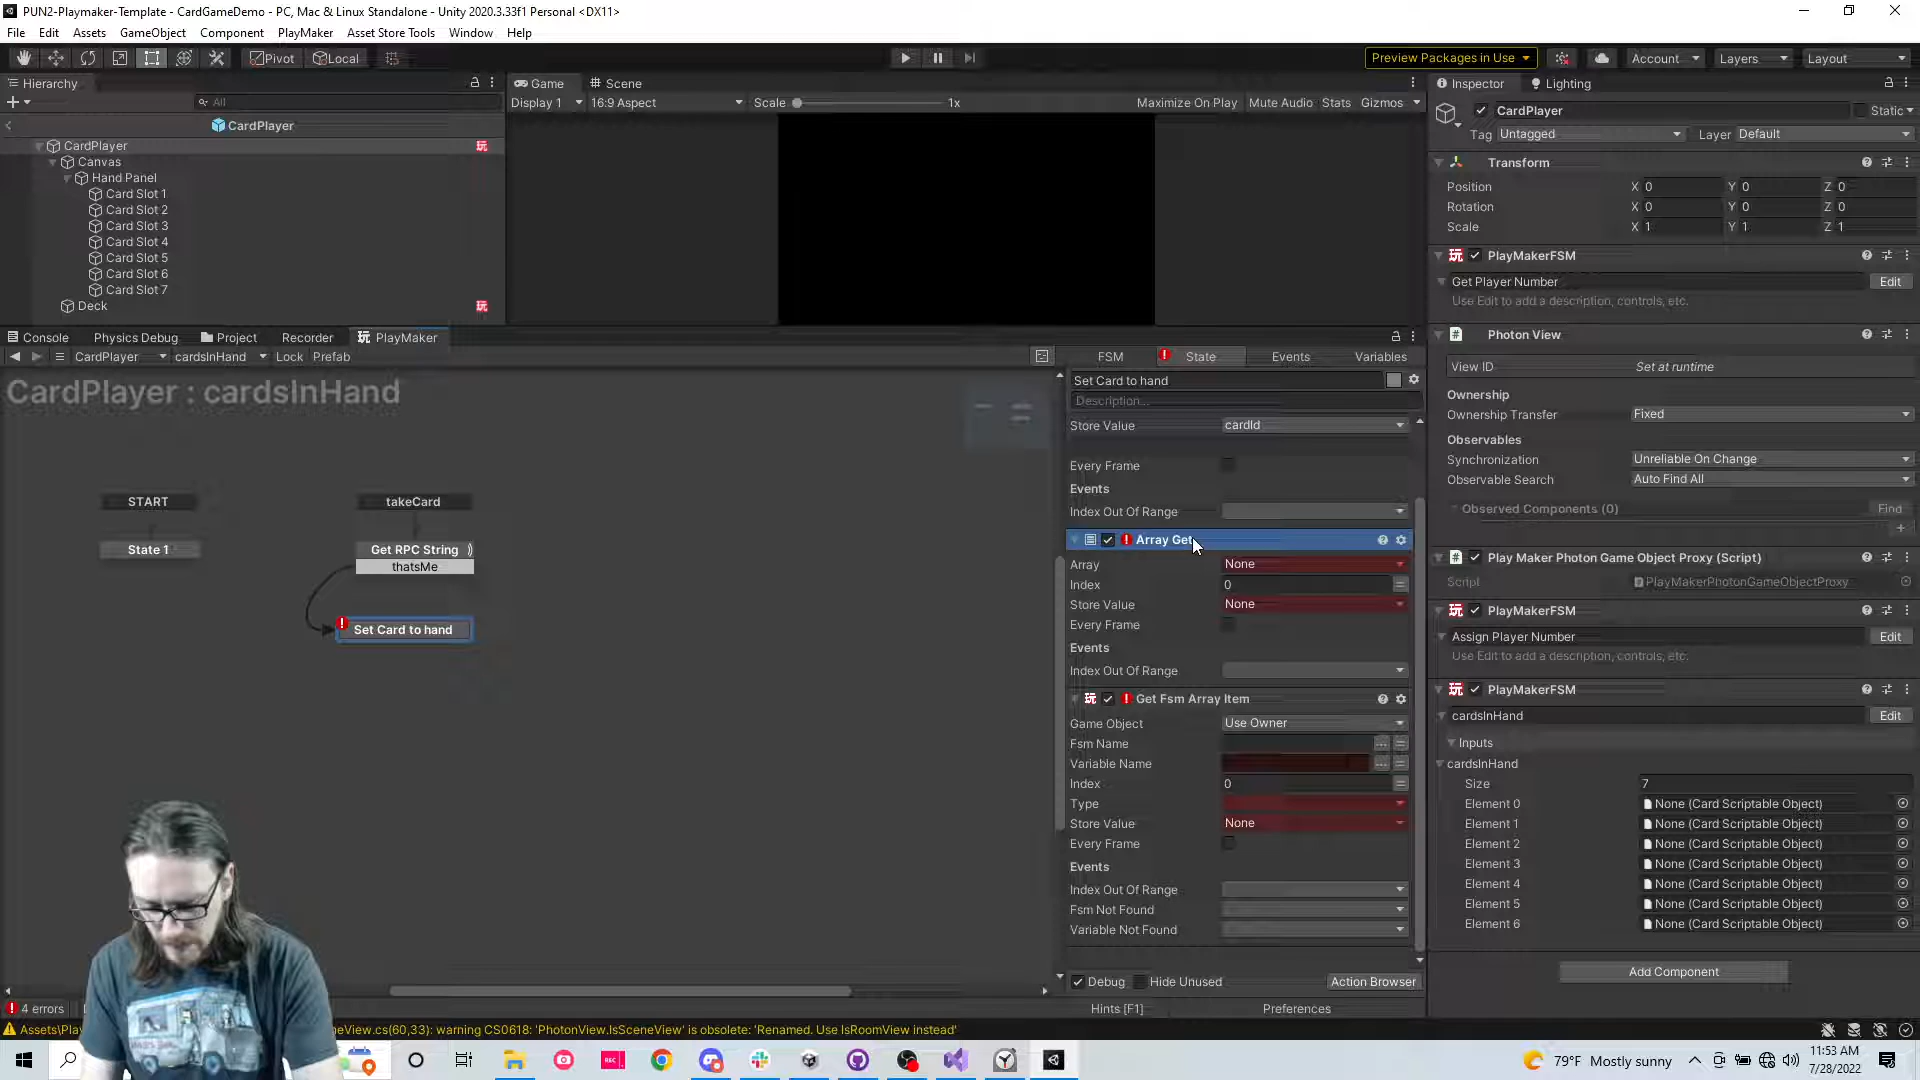 PUN2-Playmaker-Template - CardGameDemo - PC, Mac & Linux Standalone - Unity 2020.3.33f1 Personal <DX11>
File Edit Assets GameObject Component PlayMaker Asset Store Tools Window Help
Pivot Local Preview Packages in Use Account Layers Layout
Hierarchy Game Scene Inspector Lighting
All Display 1 16:9 Aspect Scale 1x Maximize On Play Mute Audio Stats Gizmos
CardPlayer
CardPlayer
Canvas
Hand Panel
Card Slot 1
Card Slot 2
Card Slot 3
Card Slot 4
Card Slot 5
Card Slot 6
Card Slot 7
Deck
CardPlayer Static
Tag Untagged Layer Default
Transform
Position X 0 Y 0 Z 0
Rotation X 0 Y 0 Z 0
Scale X 1 Y 1 Z 1
PlayMakerFSM
Get Player Number Edit
Use Edit to add a description, controls, etc.
Photon View
View ID Set at runtime
Ownership
Ownership Transfer Fixed
Observables
Synchronization Unreliable On Change
Observable Search Auto Find All
Observed Components (0) Find
Play Maker Photon Game Object Proxy (Script)
Script PlayMakerPhotonGameObjectProxy
PlayMakerFSM
Assign Player Number Edit
Use Edit to add a description, controls, etc.
PlayMakerFSM
cardsInHand Edit
Inputs
cardsInHand
Size 7
Element 0 None (Card Scriptable Object)
Element 1 None (Card Scriptable Object)
Element 2 None (Card Scriptable Object)
Element 3 None (Card Scriptable Object)
Element 4 None (Card Scriptable Object)
Element 5 None (Card Scriptable Object)
Element 6 None (Card Scriptable Object)
Add Component
Console Physics Debug Project Recorder PlayMaker
CardPlayer cardsInHand Lock Prefab
FSM State Events Variables
CardPlayer : cardsInHand
START
State 1
takeCard
Get RPC String
thatsMe
Set Card to hand
Set Card to hand
Description...
Store Value cardId
Every Frame
Events
Index Out Of Range
Array Get
Array None
Index 0
Store Value None
Every Frame
Events
Index Out Of Range
Get Fsm Array Item
Game Object Use Owner
Fsm Name
Variable Name
Index 0
Type
Store Value None
Every Frame
Events
Index Out Of Range
Fsm Not Found
Variable Not Found
Debug Hide Unused Action Browser
4 errors Hints [F1] Preferences
Assets\Play
eView.cs(60,33): warning CS0618: 'PhotonView.IsSceneView' is obsolete: 'Renamed. Use IsRoomView instead'
REC 79°F Mostly sunny 11:53 AM
7/28/2022